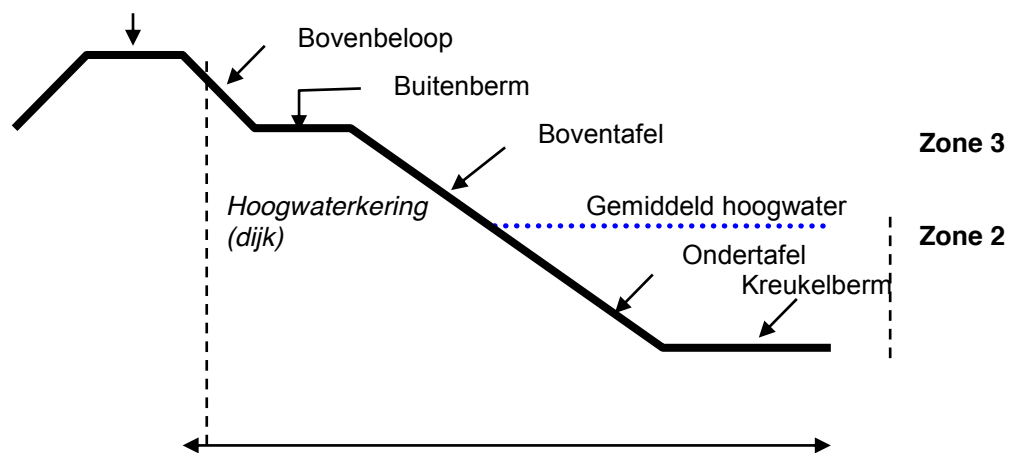 Bovenbeloop
Buitenberm
Boventafel
Zone 3
Hoogwaterkering
(dijk)
Gemiddeld hoogwater
Zone 2
Ondertafel
Kreukelberm